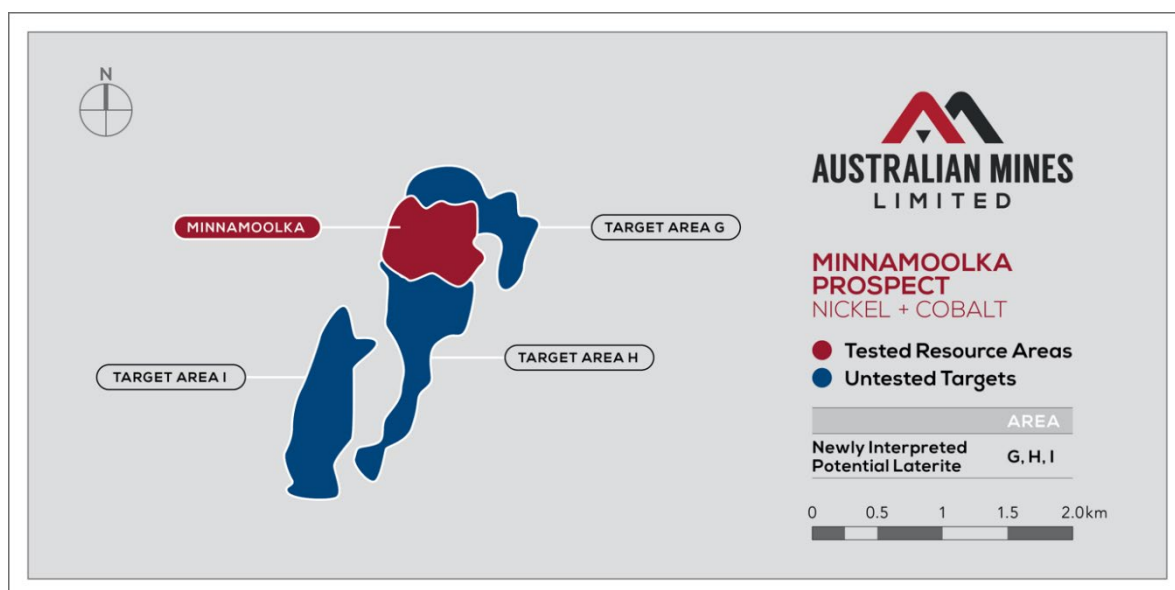 N
MINNAMOOLKA
TARGET AREA G
TARGET AREA H
TARGET AREA I
AUSTRALIAN MINES
LIMITED
MINNAMOOLKA
PROSPECT
NICKEL + COBALT
Tested Resource Areas
Untested Targets
AREA
Newly Interpreted
Potential Laterite G, H, I
0 0.5 1 1.5 2.0km